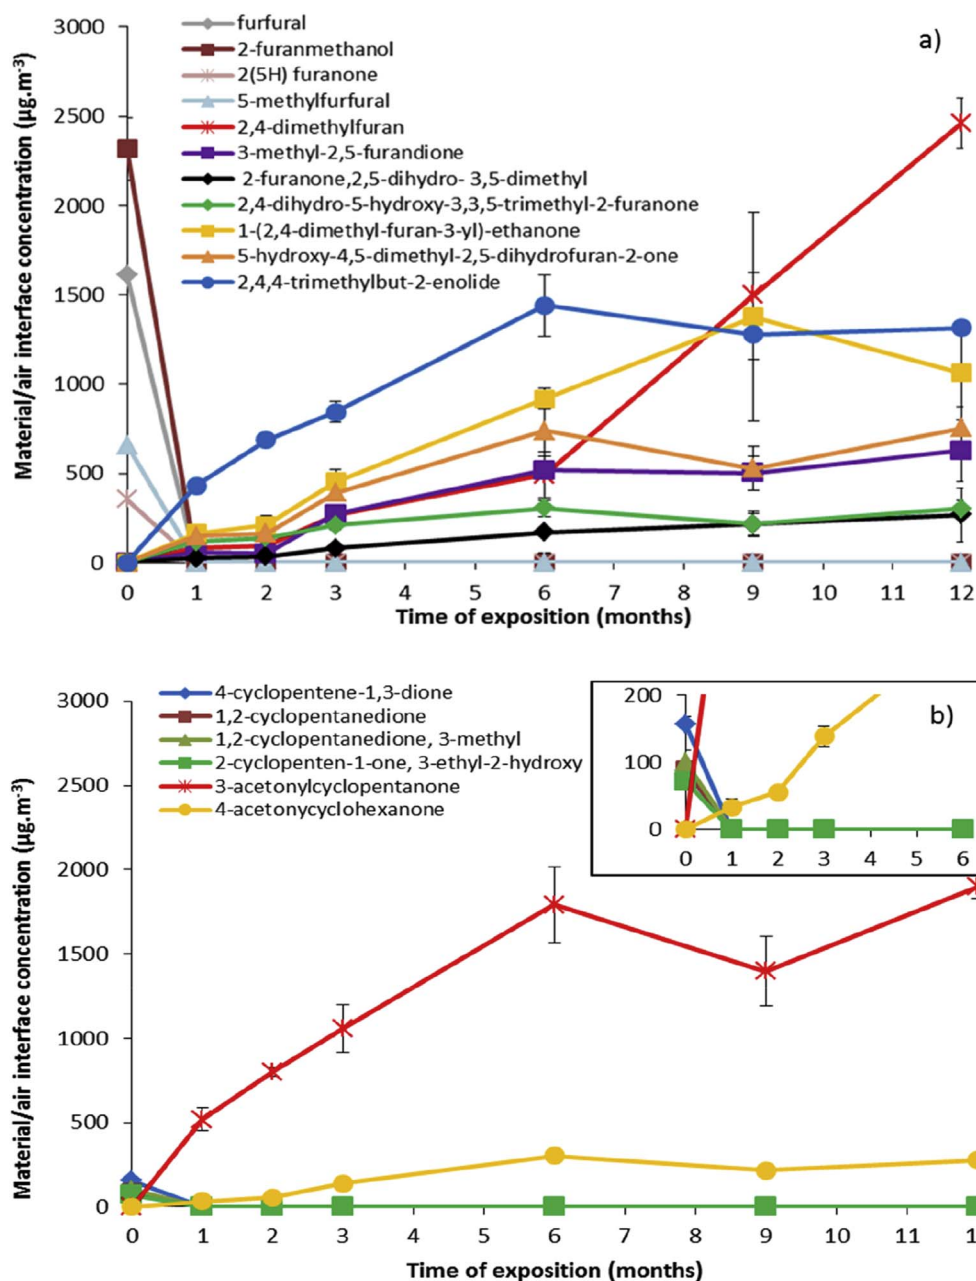 a)
Material/air interface concentration (µg.m-³)
3000
2500
2000
1500
1000
500
0
furfural
2-furanmethanol
2(5H) furanone
5-methylfurfural
2,4-dimethylfuran
3-methyl-2,5-furandione
2-furanone,2,5-dihydro- 3,5-dimethyl
2,4-dihydro-5-hydroxy-3,3,5-trimethyl-2-furanone
1-(2,4-dimethyl-furan-3-yl)-ethanone
5-hydroxy-4,5-dimethyl-2,5-dihydrofuran-2-one
2,4,4-trimethylbut-2-enolide
0 1 2 3 4 5 6 7 8 9 10 11 12
Time of exposition (months)
Material/air interface concentration (µg.m-³)
3000
2500
2000
1500
1000
500
0
4-cyclopentene-1,3-dione
1,2-cyclopentanedione
1,2-cyclopentanedione, 3-methyl
2-cyclopenten-1-one, 3-ethyl-2-hydroxy
3-acetonylcyclopentanone
4-acetonycyclohexanone
b)
200
100
0
0 1 2 3 4 5 6
0 1 2 3 4 5 6 7 8 9 10 11 1
Time of exposition (months)